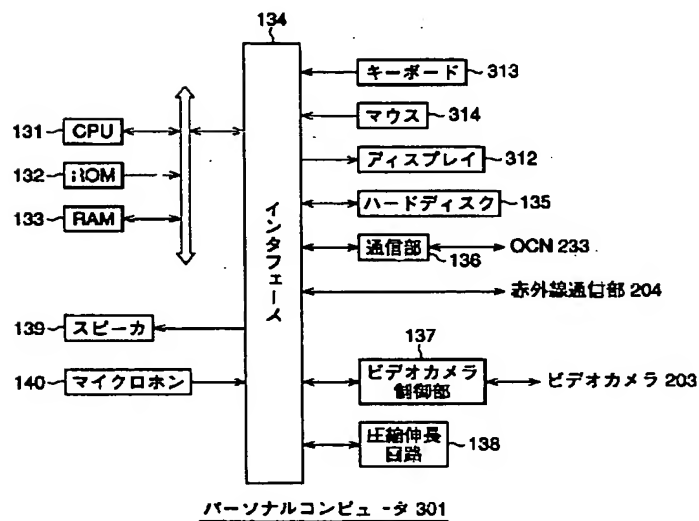 134
キーボード 313
マウス 314
131 CPU
ディスプレイ 312
132 ROM
ハードディスク 135
133 RAM
インタフェース
通信部 136
OCN 233
赤外線通信部 204
139 スピーカ
137
140 マイクロホン
ビデオカメラ
制御部
ビデオカメラ 203
圧縮伸長
回路
138
パーソナルコンピュ-タ 301